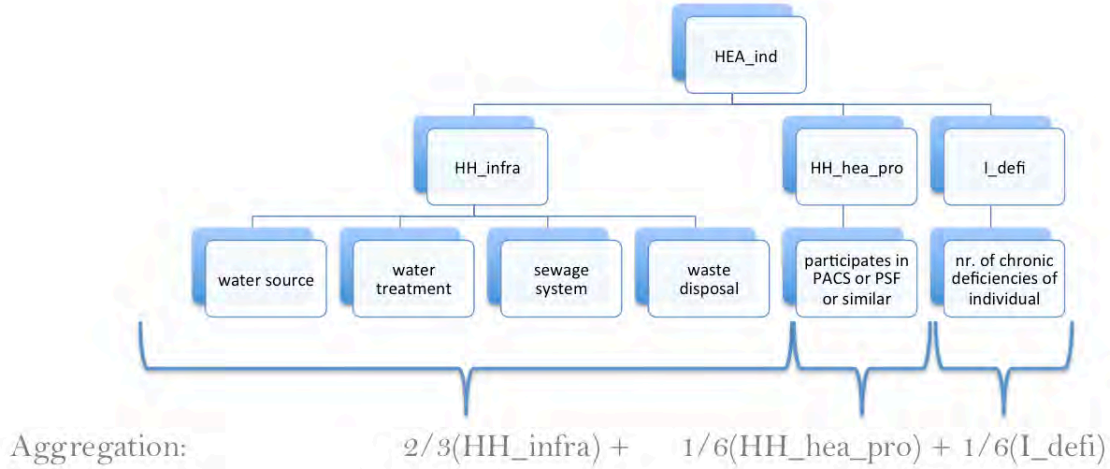 HEA_ind
HH_infra
HH_hea_pro
I_defi
water source
water
treatment
sewage
system
waste
disposal
participates in
PACS or PSF
or similar
nr. of chronic
deficiencies of
individual
Aggregation: 2/3(HH_infra) + 1/6(HH_hea_pro) + 1/6(I_defi)